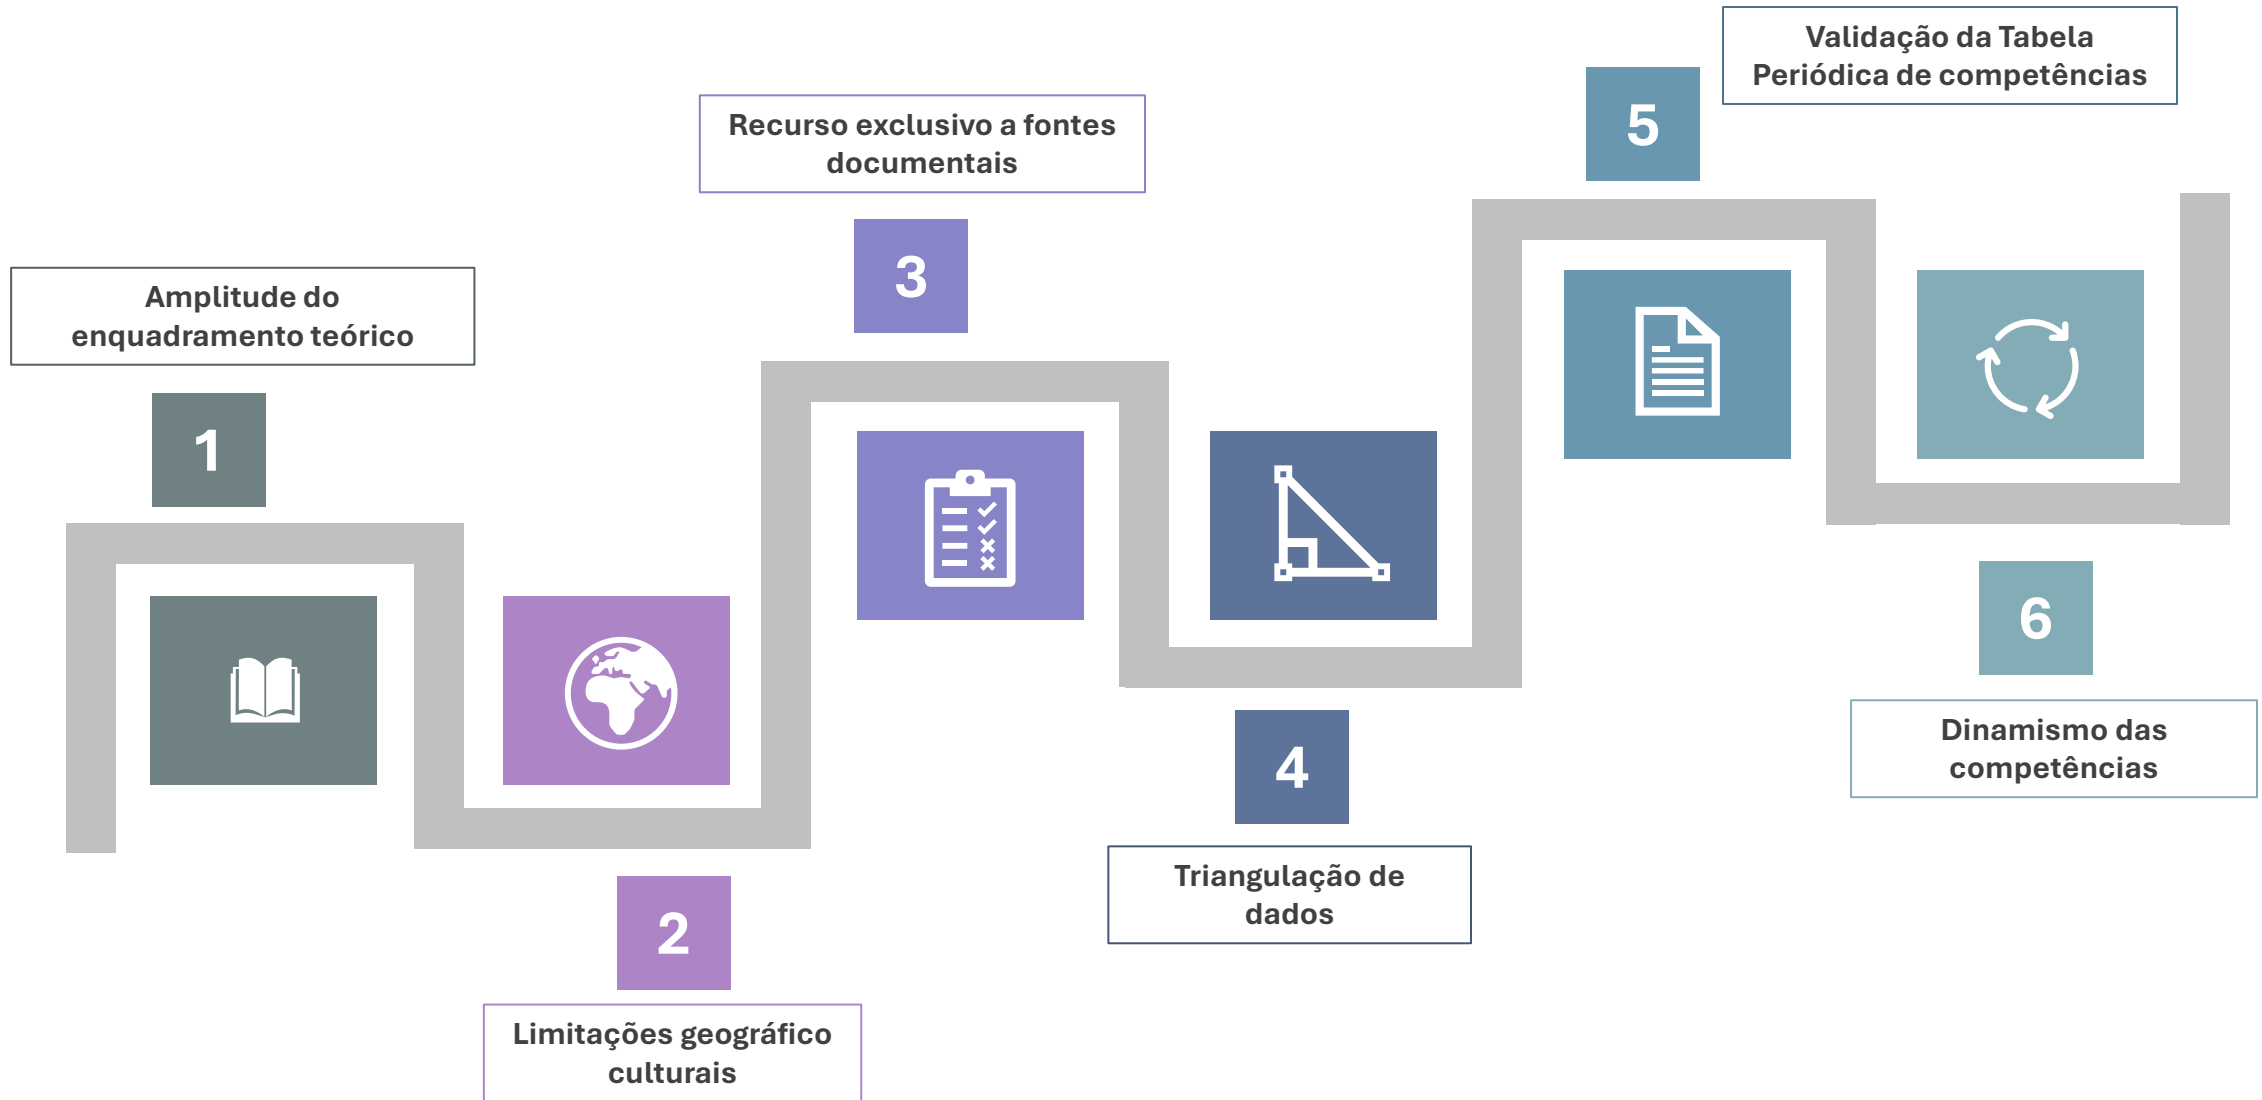 Amplitude do
enquadramento teórico
1
2
Limitações geográfico
culturais
Recurso exclusivo a fontes
documentais
3
4
Triangulação de
dados
Validação da Tabela
Periódica de competências
5
6
Dinamismo das
competências